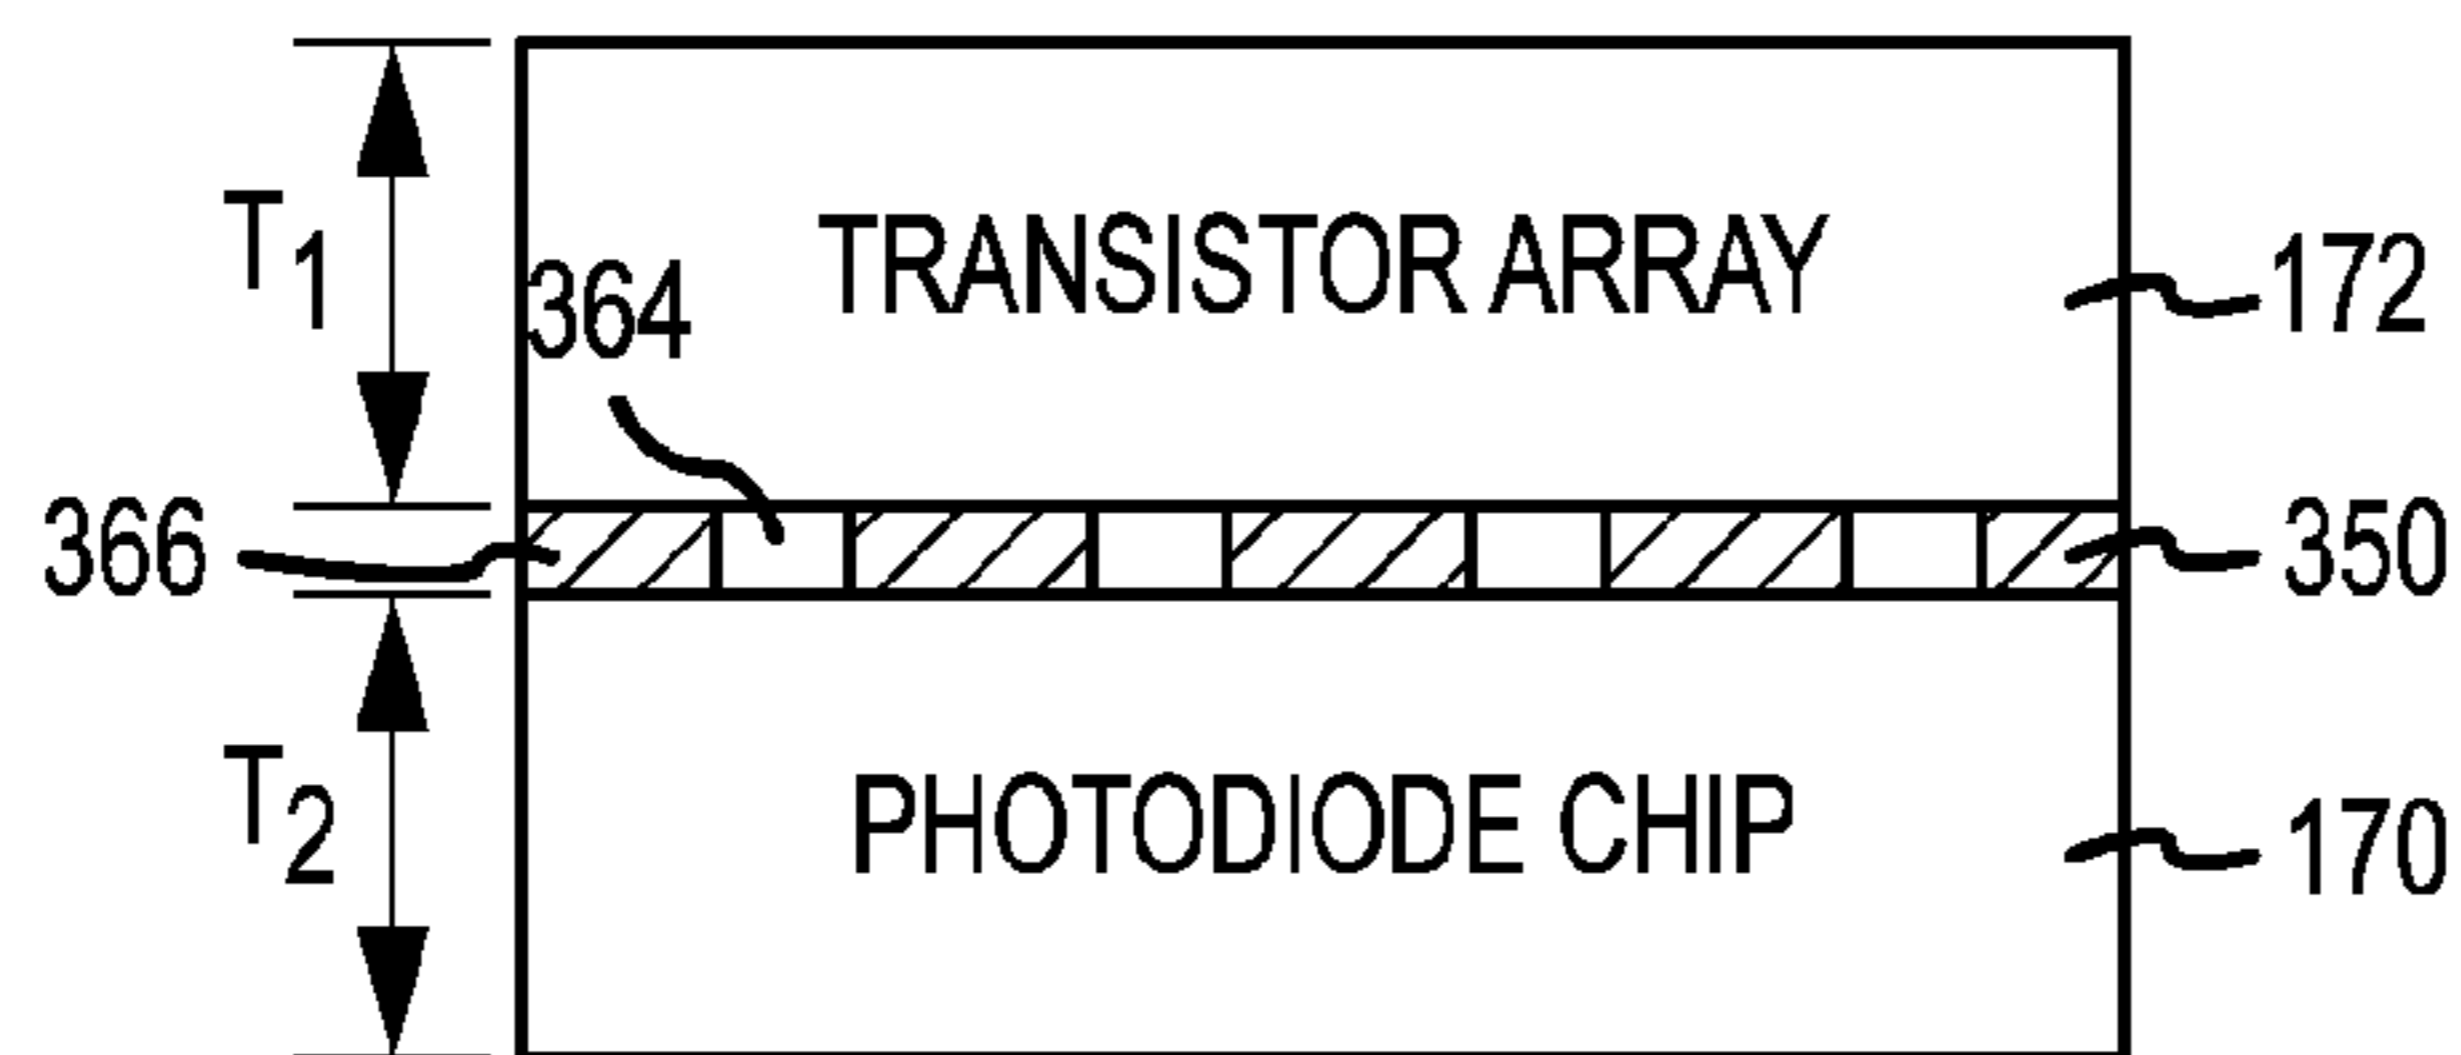 T1
TRANSISTOR ARRAY
172
364
366
350
T2
PHOTODIODE CHIP
170